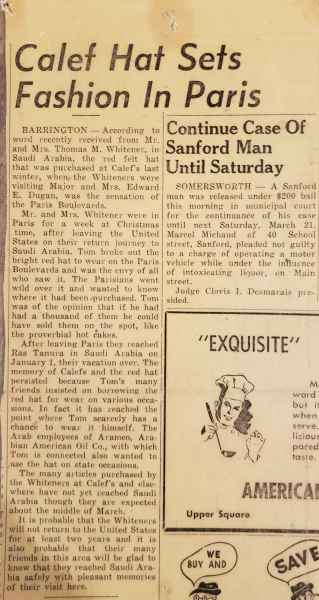 Calef Hat Sets
Fashion In Paris
BARRINGTON — According to
word recently received from Mr.
and Mrs. Thomas M. Whitener, in
Saudi Arabia, the red felt hat
that was purchased at Calef's last
winter, when the Whiteners were
visiting Major and Mrs. Edward
E. Dugan, was the sensation of
the Paris Boulevards.
Mr. and Mrs. Whitener were in
Paris for a week at Christmas
time, after leaving the United
States on their return journey to
Saudi Arabia. Tom broke out the
bright red hat to wear on the Paris
Boulevards and was the envy of all
who saw it. The Parisians went
wild over it and wanted to know
where it had been purchased. Tom
was of the opinion that if he had
had a thousand of them he could
have sold them on the spot, like
the proverbial hot cakes.
After leaving Paris they reached
Ras Tanura in Saudi Arabia on
January 1, their vacation over. The
memory of Calefs and the red hat
persisted because Tom's many
friends insisted on borrowing the
red hat for wear on various occa-
sions. In fact it has reached the
point where Tom scarcely has a
chance to wear it himself. The
Arab employees of Aramen, Ara-
bian American Oil Co., with which
Tom is connected also wanted to
use the hat on state occasions.
The many articles purchased by
the Whiteners at Calef's and else-
where have not yet reached Saudi
Arabia though they are expected
about the middle of March.
It is probable that the Whiteners
will not return to the United States
for at least two years and it is
also probable that their many
friends in this area will be glad to
know that they reached Saudi Ara-
bia safely with pleasant memories
of their visit here.
Continue Case Of
Sanford Man
Until Saturday
SOMERSWORTH — A Sanford
man was released under $200 bail
this morning in municipal court
for the continuance of his case
until next Saturday, March 21.
Marcel Michaud of 40 School
street, Sanford, pleaded not guilty
to a charge of operating a motor
vehicle while under the influence
of intoxicating liquor, on Main
street.
Judge Clovis I. Desmarais pre-
sided.
"EXQUISITE"
M
word
but it
when
serve.
licious
pared
taste.
AMERICAN
Upper Square
WE
BUY AND
SAVE